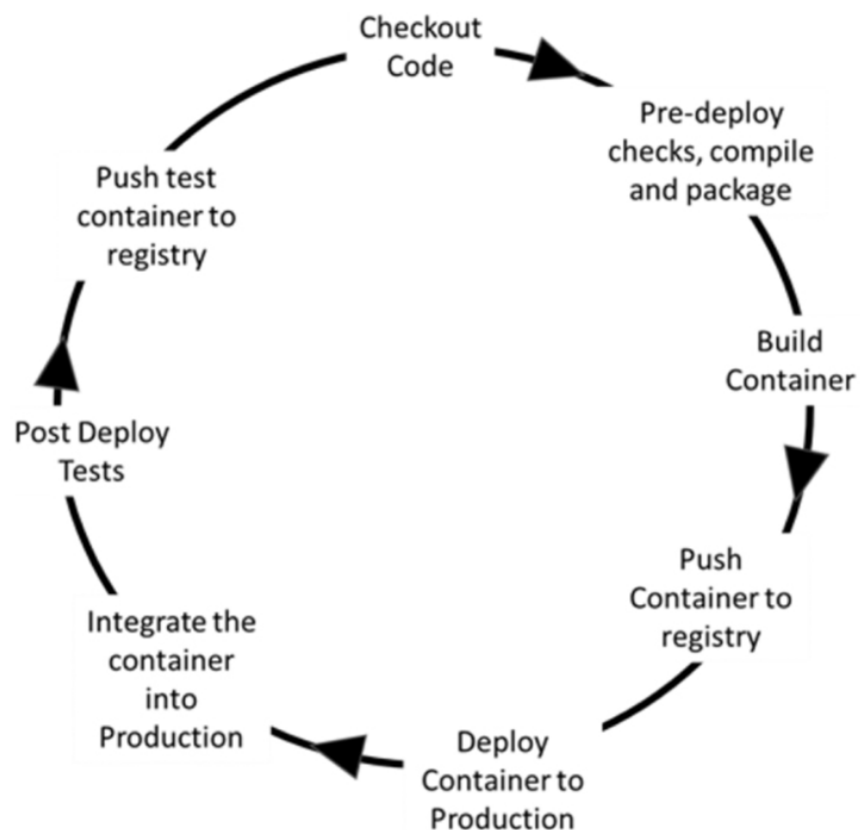 Checkout
Code
Pre-deploy
checks, compile
and package
Build
Container
Push
Container to
registry
Deploy
Container to
Production
Integrate the
container
into
Production
Post Deploy
Tests
Push test
container to
registry